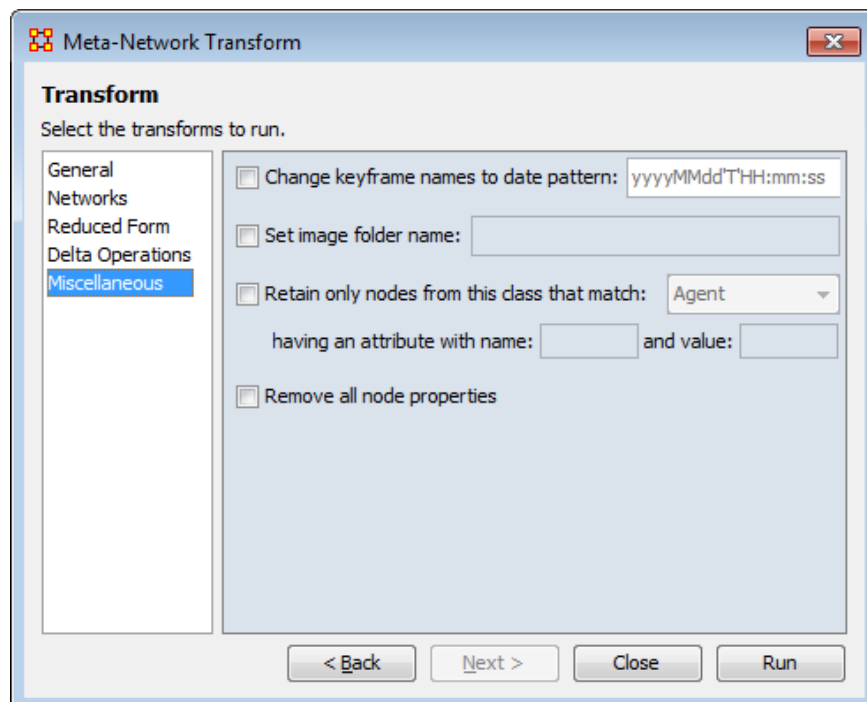 Meta-Network Transform
Transform
Select the transforms to run.
General
Networks
Reduced Form
Delta Operations
Miscellaneous
Change keyframe names to date pattern: yyyyMMdd'T'HH:mm:ss
Set image folder name:
Retain only nodes from this class that match: Agent
having an attribute with name: and value:
Remove all node properties
< Back Next > Close Run